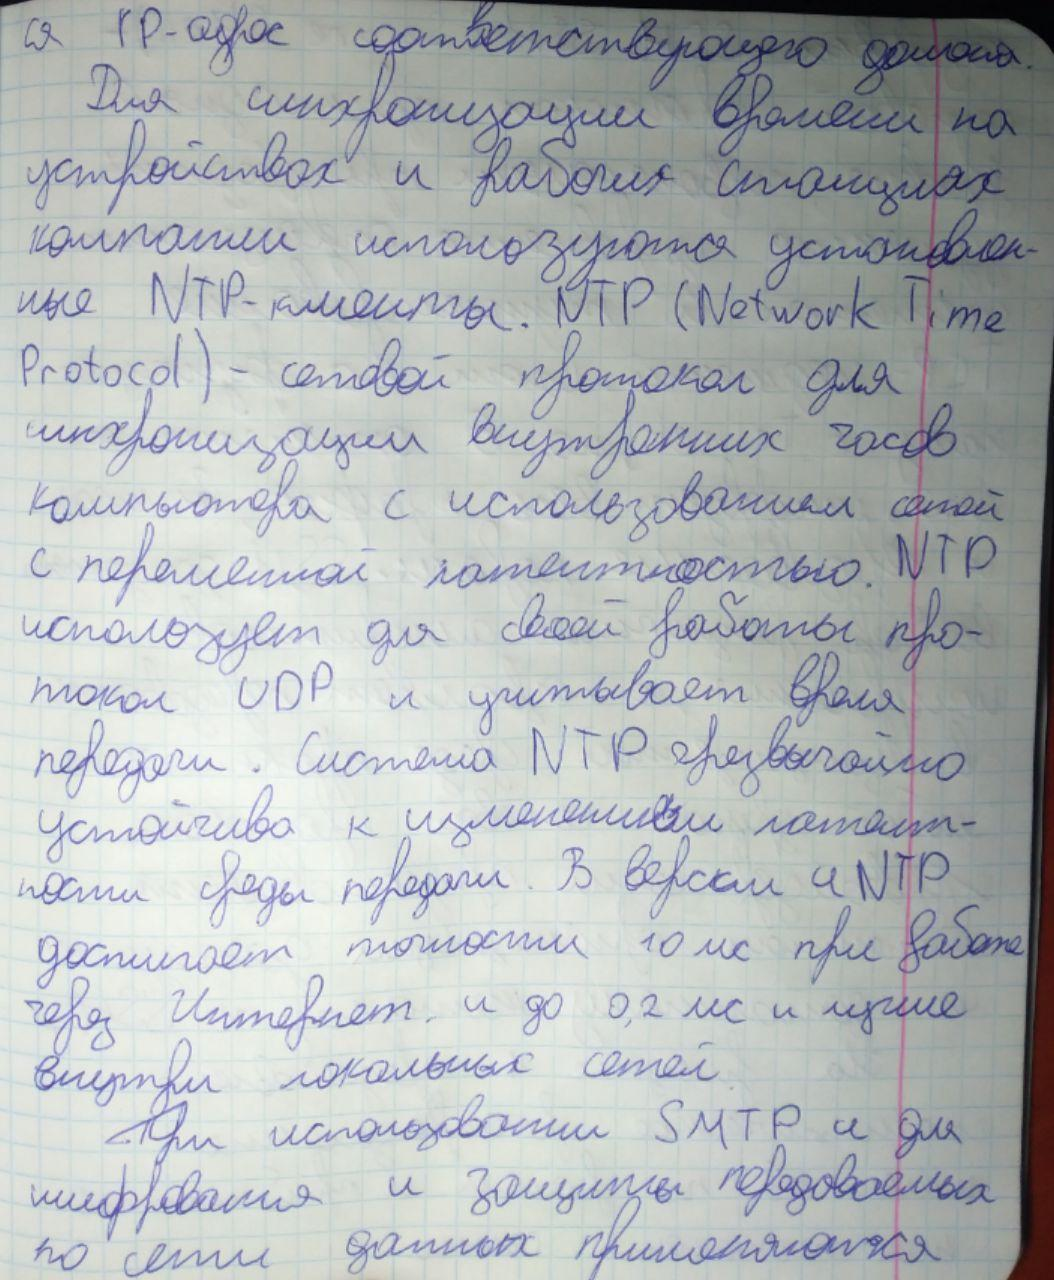 ся IP-адрес соответствующего домена.
Для синхронизации времени на
устройствах и рабочих станциях
компании используются установлен-
ные NTP-клиенты. NTP (Network Time
Protocol) - сетевой протокол для
синхронизации внутренних часов
компьютера с использованием сетей
с переменной латентностью. NTP
использует для своей работы про-
токол UDP и учитывает время
передачи. Система NTP чрезвычайно
устойчива к изменениям латент-
ности среды передачи. В версии 4 NTP
достигает точности 10 мс при работе
через Интернет. и до 0,2 мс и лучше
внутри локальных сетей.
При использовании SMTP и для
шифрования и защиты передаваемых
по сети данных применяются